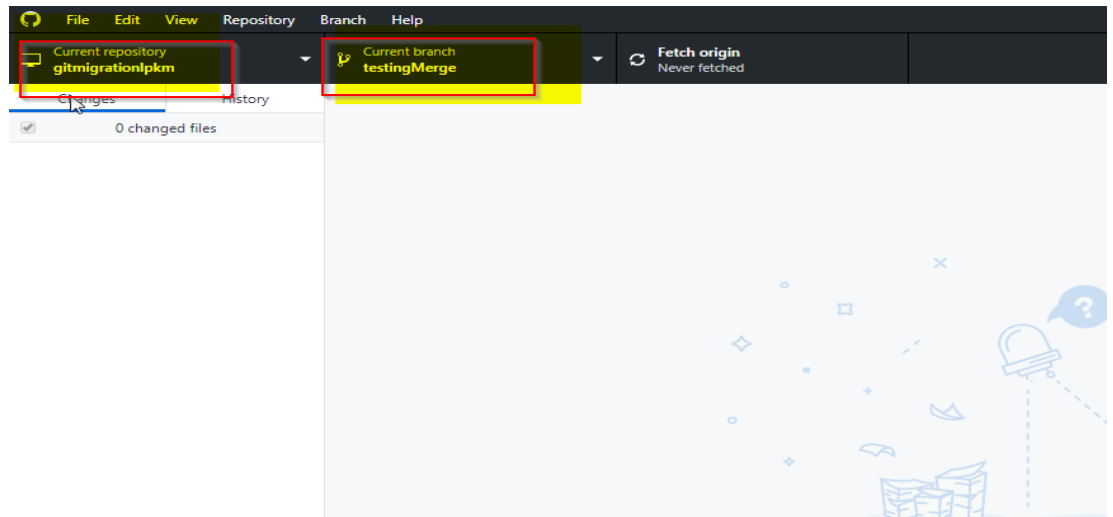 File Edit View Repository Branch Help
Current repository
gitmigrationlpkm
Current branch
testingMerge
Fetch origin
Never fetched
Changes History
0 changed files
?